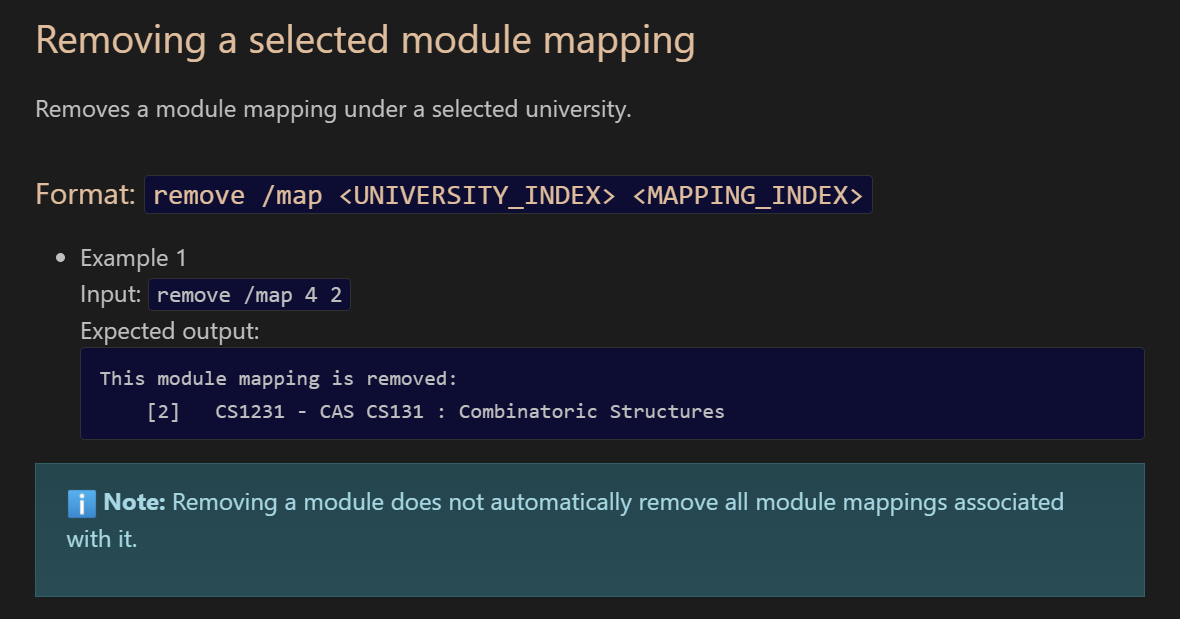 Removing a selected module mapping
Removes a module mapping under a selected university.
Format: remove /map <UNIVERSITY_INDEX> <MAPPING_INDEX>
Example 1
Input: remove /map 4 2
Expected output:
This module mapping is removed:
[2]   CS1231 - CAS CS131 : Combinatoric Structures
Note: Removing a module does not automatically remove all module mappings associated
with it.